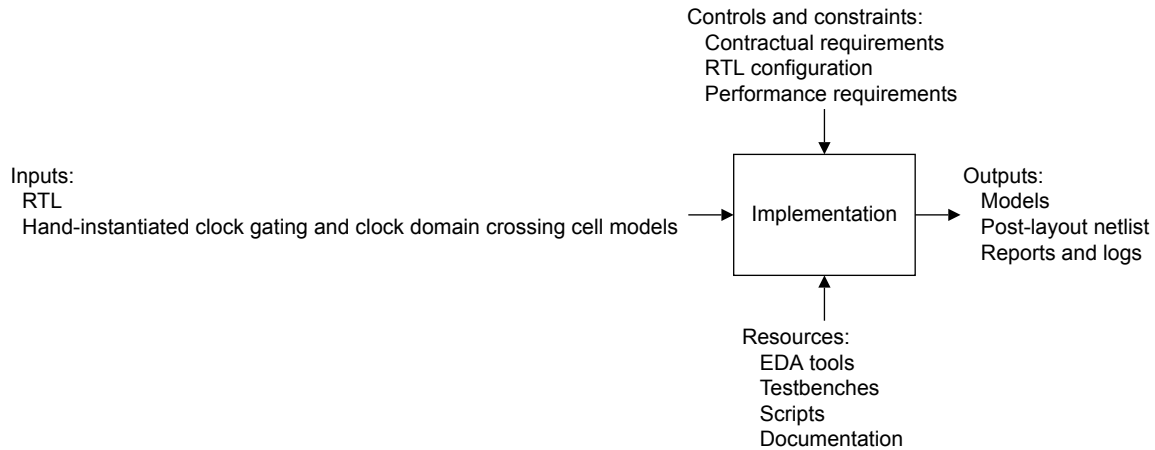 Controls and constraints:
Contractual requirements
RTL configuration
Performance requirements
Inputs:
RTL
Hand-instantiated clock gating and clock domain crossing cell models
Implementation
Outputs:
Models
Post-layout netlist
Reports and logs
Resources:
EDA tools
Testbenches
Scripts
Documentation